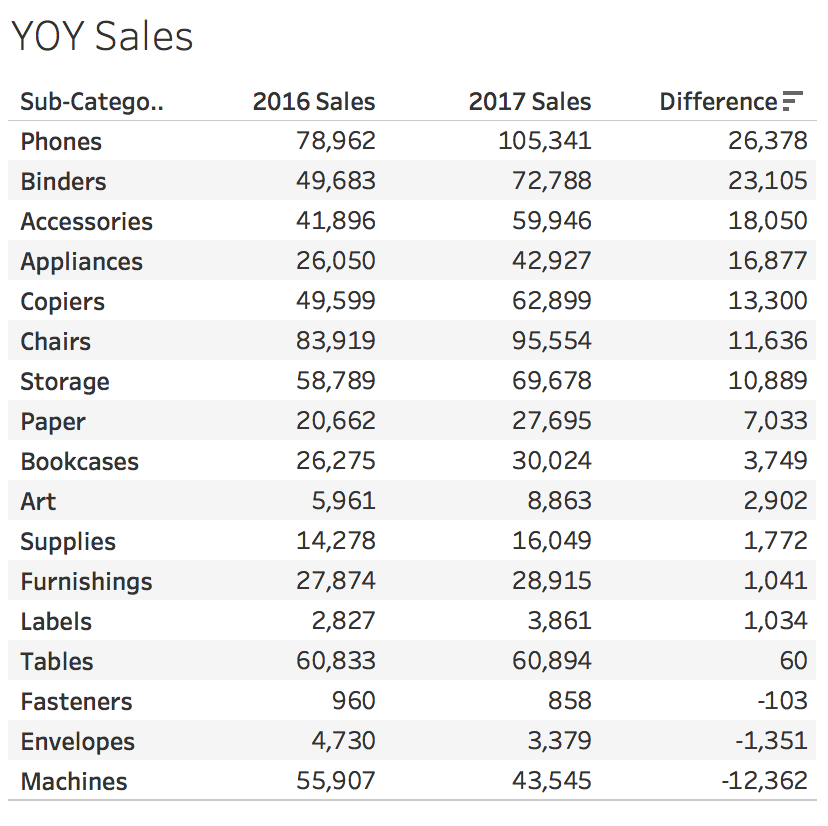 YOY Sales
Sub-Catego.. 2016 Sales 2017 Sales Difference
Phones 78,962 105,341 26,378
Binders 49,683 72,788 23,105
Accessories 41,896 59,946 18,050
Appliances 26,050 42,927 16,877
Copiers 49,599 62,899 13,300
Chairs 83,919 95,554 11,636
Storage 58,789 69,678 10,889
Paper 20,662 27,695 7,033
Bookcases 26,275 30,024 3,749
Art 5,961 8,863 2,902
Supplies 14,278 16,049 1,772
Furnishings 27,874 28,915 1,041
Labels 2,827 3,861 1,034
Tables 60,833 60,894 60
Fasteners 960 858 -103
Envelopes 4,730 3,379 -1,351
Machines 55,907 43,545 -12,362